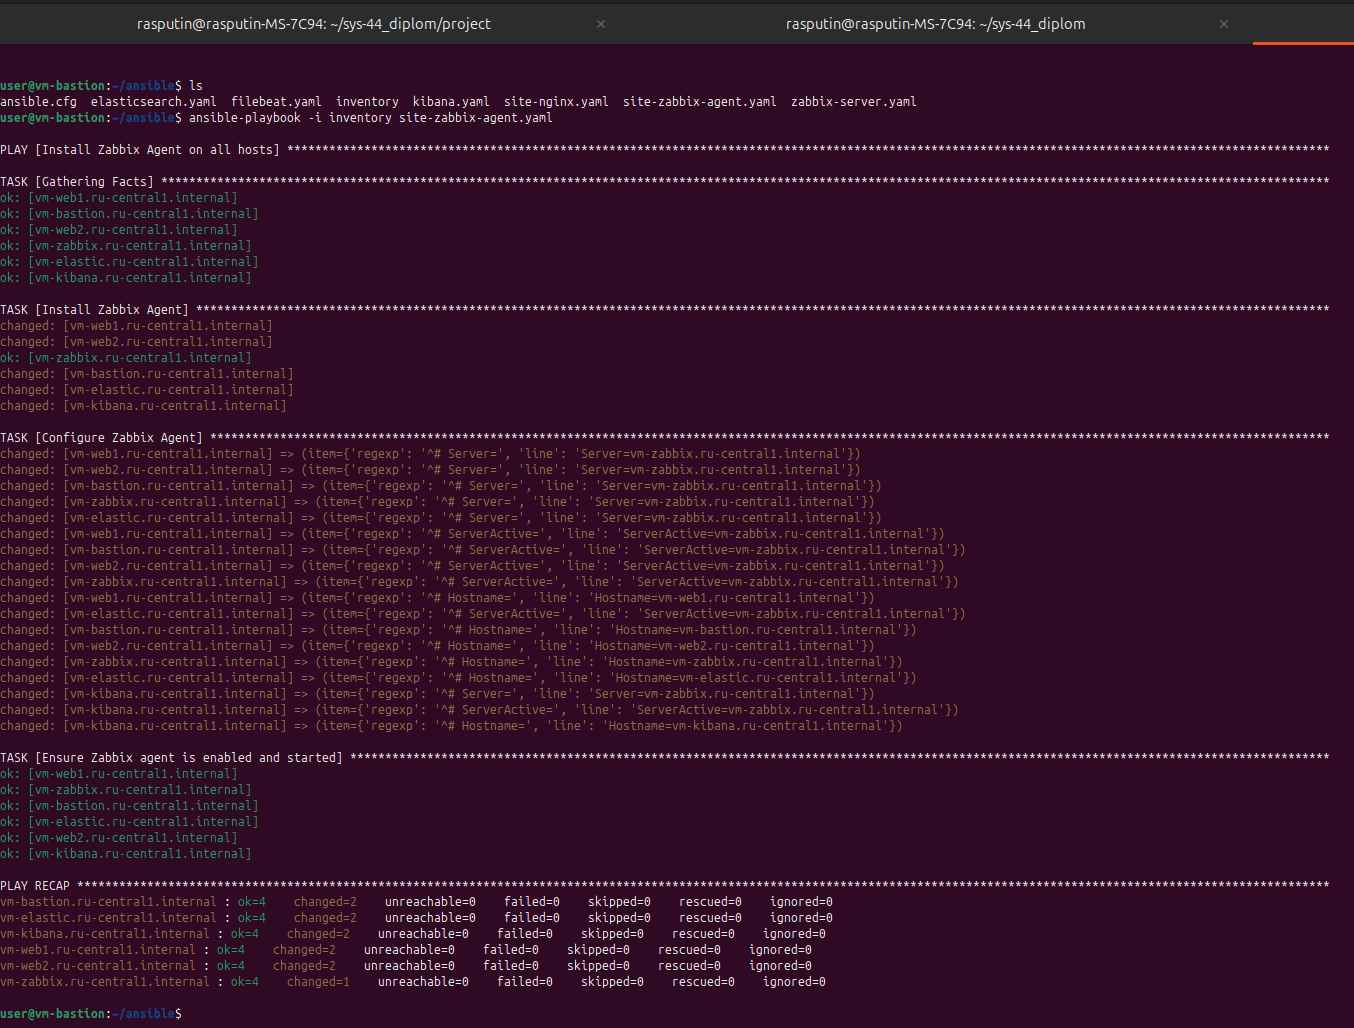 rasputin@rasputin-MS-7C94: ~/sys-44_diplom/project × rasputin@rasputin-MS-7C94: ~/sys-44_diplom ×
user@vm-bastion:~/ansible$ ls
ansible.cfg  elasticsearch.yaml  filebeat.yaml  inventory  kibana.yaml  site-nginx.yaml  site-zabbix-agent.yaml  zabbix-server.yaml
user@vm-bastion:~/ansible$ ansible-playbook -i inventory site-zabbix-agent.yaml
PLAY [Install Zabbix Agent on all hosts] *****************************************************************************************************************************************************
TASK [Gathering Facts] ***********************************************************************************************************************************************************************
ok: [vm-web1.ru-central1.internal]
ok: [vm-bastion.ru-central1.internal]
ok: [vm-web2.ru-central1.internal]
ok: [vm-zabbix.ru-central1.internal]
ok: [vm-elastic.ru-central1.internal]
ok: [vm-kibana.ru-central1.internal]
TASK [Install Zabbix Agent] ******************************************************************************************************************************************************************
changed: [vm-web1.ru-central1.internal]
changed: [vm-web2.ru-central1.internal]
ok: [vm-zabbix.ru-central1.internal]
changed: [vm-bastion.ru-central1.internal]
changed: [vm-elastic.ru-central1.internal]
changed: [vm-kibana.ru-central1.internal]
TASK [Configure Zabbix Agent] ****************************************************************************************************************************************************************
changed: [vm-web1.ru-central1.internal] => (item={'regexp': '^# Server=', 'line': 'Server=vm-zabbix.ru-central1.internal'})
changed: [vm-web2.ru-central1.internal] => (item={'regexp': '^# Server=', 'line': 'Server=vm-zabbix.ru-central1.internal'})
changed: [vm-bastion.ru-central1.internal] => (item={'regexp': '^# Server=', 'line': 'Server=vm-zabbix.ru-central1.internal'})
changed: [vm-zabbix.ru-central1.internal] => (item={'regexp': '^# Server=', 'line': 'Server=vm-zabbix.ru-central1.internal'})
changed: [vm-elastic.ru-central1.internal] => (item={'regexp': '^# Server=', 'line': 'Server=vm-zabbix.ru-central1.internal'})
changed: [vm-web1.ru-central1.internal] => (item={'regexp': '^# ServerActive=', 'line': 'ServerActive=vm-zabbix.ru-central1.internal'})
changed: [vm-bastion.ru-central1.internal] => (item={'regexp': '^# ServerActive=', 'line': 'ServerActive=vm-zabbix.ru-central1.internal'})
changed: [vm-web2.ru-central1.internal] => (item={'regexp': '^# ServerActive=', 'line': 'ServerActive=vm-zabbix.ru-central1.internal'})
changed: [vm-zabbix.ru-central1.internal] => (item={'regexp': '^# ServerActive=', 'line': 'ServerActive=vm-zabbix.ru-central1.internal'})
changed: [vm-web1.ru-central1.internal] => (item={'regexp': '^# Hostname=', 'line': 'Hostname=vm-web1.ru-central1.internal'})
changed: [vm-elastic.ru-central1.internal] => (item={'regexp': '^# ServerActive=', 'line': 'ServerActive=vm-zabbix.ru-central1.internal'})
changed: [vm-bastion.ru-central1.internal] => (item={'regexp': '^# Hostname=', 'line': 'Hostname=vm-bastion.ru-central1.internal'})
changed: [vm-web2.ru-central1.internal] => (item={'regexp': '^# Hostname=', 'line': 'Hostname=vm-web2.ru-central1.internal'})
changed: [vm-zabbix.ru-central1.internal] => (item={'regexp': '^# Hostname=', 'line': 'Hostname=vm-zabbix.ru-central1.internal'})
changed: [vm-elastic.ru-central1.internal] => (item={'regexp': '^# Hostname=', 'line': 'Hostname=vm-elastic.ru-central1.internal'})
changed: [vm-kibana.ru-central1.internal] => (item={'regexp': '^# Server=', 'line': 'Server=vm-zabbix.ru-central1.internal'})
changed: [vm-kibana.ru-central1.internal] => (item={'regexp': '^# ServerActive=', 'line': 'ServerActive=vm-zabbix.ru-central1.internal'})
changed: [vm-kibana.ru-central1.internal] => (item={'regexp': '^# Hostname=', 'line': 'Hostname=vm-kibana.ru-central1.internal'})
TASK [Ensure Zabbix agent is enabled and started] ********************************************************************************************************************************************
ok: [vm-web1.ru-central1.internal]
ok: [vm-zabbix.ru-central1.internal]
ok: [vm-bastion.ru-central1.internal]
ok: [vm-elastic.ru-central1.internal]
ok: [vm-web2.ru-central1.internal]
ok: [vm-kibana.ru-central1.internal]
PLAY RECAP ***********************************************************************************************************************************************************************************
vm-bastion.ru-central1.internal : ok=4    changed=2    unreachable=0    failed=0    skipped=0    rescued=0    ignored=0
vm-elastic.ru-central1.internal : ok=4    changed=2    unreachable=0    failed=0    skipped=0    rescued=0    ignored=0
vm-kibana.ru-central1.internal : ok=4    changed=2    unreachable=0    failed=0    skipped=0    rescued=0    ignored=0
vm-web1.ru-central1.internal : ok=4    changed=2    unreachable=0    failed=0    skipped=0    rescued=0    ignored=0
vm-web2.ru-central1.internal : ok=4    changed=2    unreachable=0    failed=0    skipped=0    rescued=0    ignored=0
vm-zabbix.ru-central1.internal : ok=4    changed=1    unreachable=0    failed=0    skipped=0    rescued=0    ignored=0
user@vm-bastion:~/ansible$